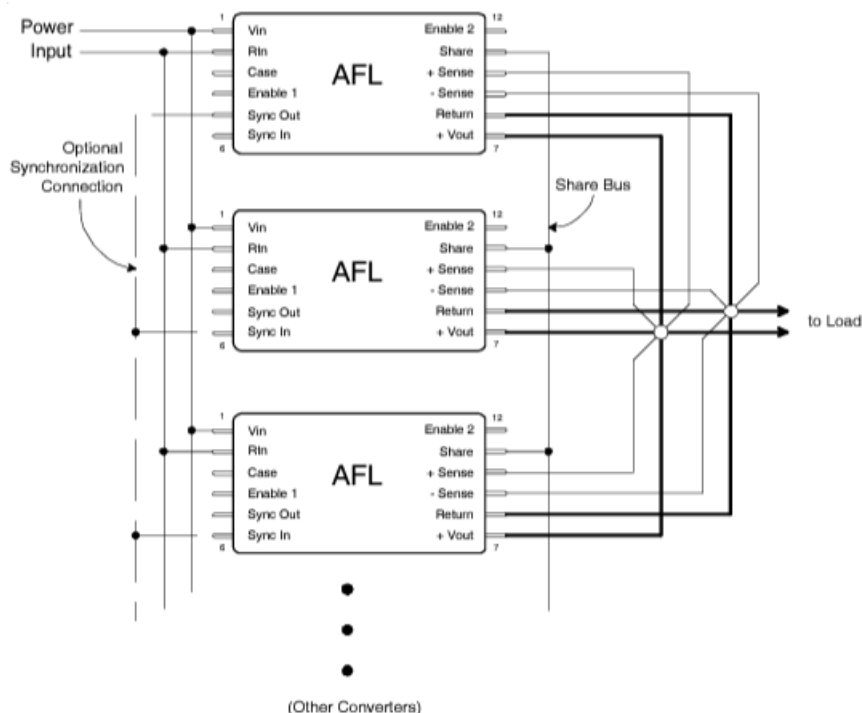 Power
Input
Optional
Synchronization
Connection
1
Vin
Rtn
Case
Enable 1
Sync Out
Sync In
6
AFL
12
Enable 2
Share
+ Sense
- Sense
Return
+ Vout
7
1
Vin
Rtn
Case
Enable 1
Sync Out
Sync In
6
AFL
12
Enable 2
Share
+ Sense
- Sense
Return
+ Vout
7
Share Bus
to Load
1
Vin
Rtn
Case
Enable 1
Sync Out
Sync In
6
AFL
12
Enable 2
Share
+ Sense
- Sense
Return
+ Vout
7
(Other Converters)